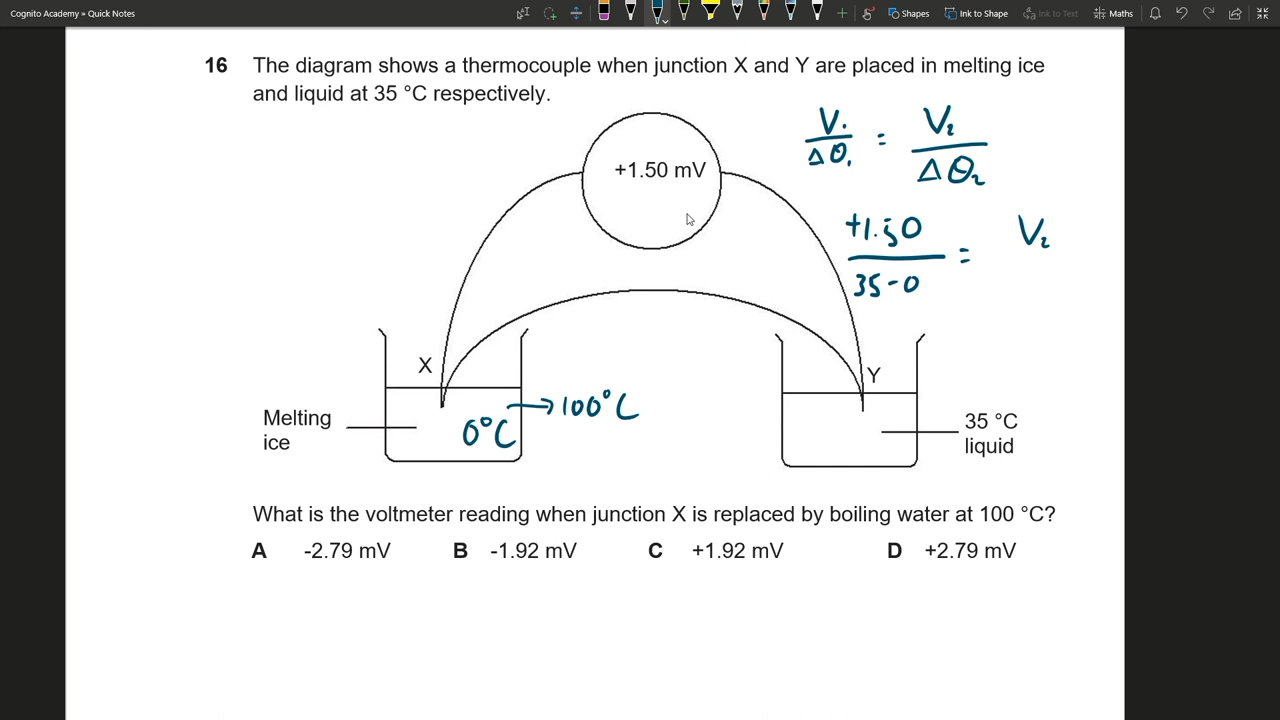 Cognito Academy » Quick Notes
Shapes
Ink to Shape
Ink to Text
Maths
16 The diagram shows a thermocouple when junction X and Y are placed in melting ice
and liquid at 35 °C respectively.
V₁/Δθ₁ = V₂/ΔΘ₂
+1.50 mV
+1.50/35-0 = V₂
X
Y
0°C → 100°C
Melting
ice
35 °C
liquid
What is the voltmeter reading when junction X is replaced by boiling water at 100 °C?
A -2.79 mV B -1.92 mV C +1.92 mV D +2.79 mV